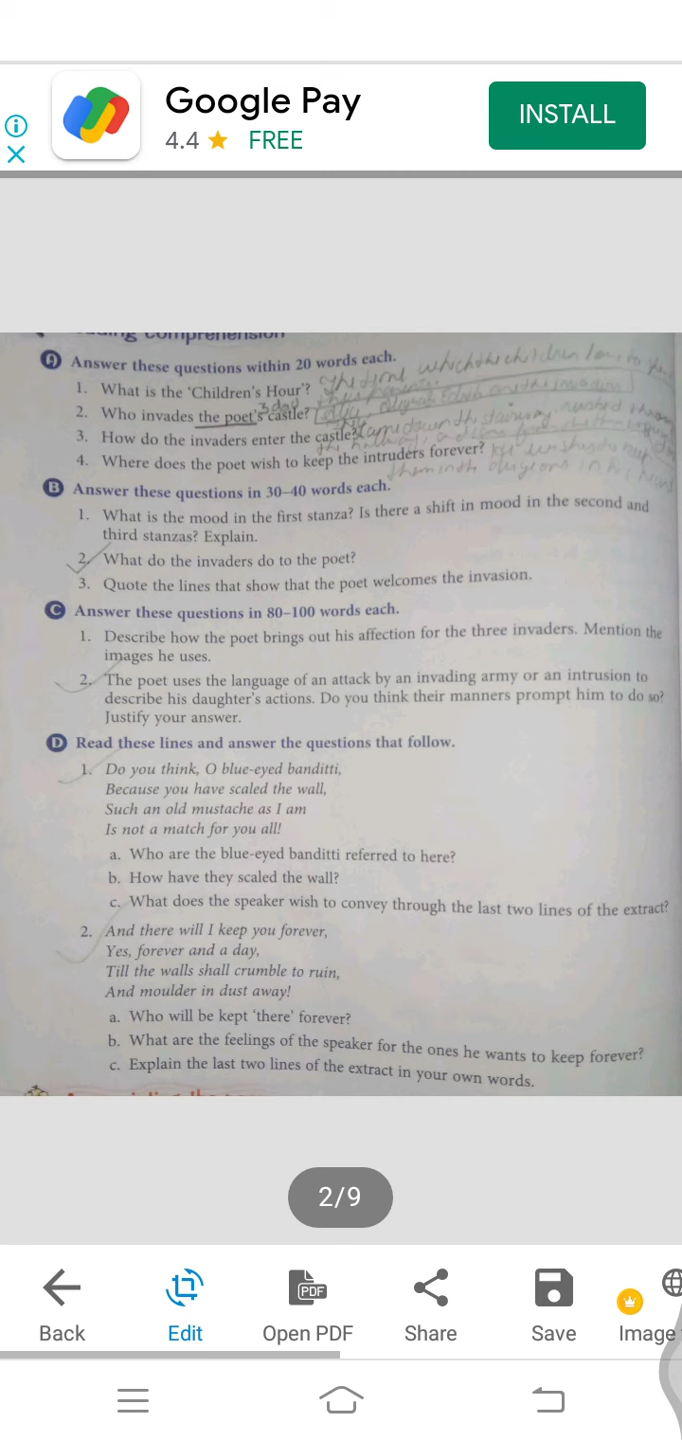 Google Pay
4.4 ★ FREE
INSTALL
Comprehension
A Answer these questions within 20 words each.
1. What is the 'Children's Hour'? The time which the children
2. Who invades the poet's castle?
3. How do the invaders enter the castle? came down the stairway, rushed
4. Where does the poet wish to keep the intruders forever?
B Answer these questions in 30–40 words each.
1. What is the mood in the first stanza? Is there a shift in mood in the second and
third stanzas? Explain.
2. What do the invaders do to the poet?
3. Quote the lines that show that the poet welcomes the invasion.
C Answer these questions in 80–100 words each.
1. Describe how the poet brings out his affection for the three invaders. Mention the
images he uses.
2. The poet uses the language of an attack by an invading army or an intrusion to
describe his daughter's actions. Do you think their manners prompt him to do so?
Justify your answer.
D Read these lines and answer the questions that follow.
1. Do you think, O blue-eyed banditti,
Because you have scaled the wall,
Such an old mustache as I am
Is not a match for you all!
a. Who are the blue-eyed banditti referred to here?
b. How have they scaled the wall?
c. What does the speaker wish to convey through the last two lines of the extract?
2. And there will I keep you forever,
Yes, forever and a day,
Till the walls shall crumble to ruin,
And moulder in dust away!
a. Who will be kept 'there' forever?
b. What are the feelings of the speaker for the ones he wants to keep forever?
c. Explain the last two lines of the extract in your own words.
2/9
Back
Edit
PDF
Open PDF
Share
Save
Image